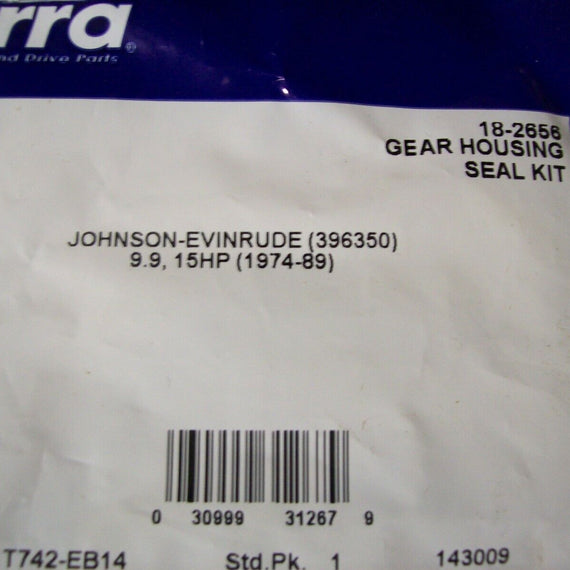 rra®
nd Drive Parts
18-2656
GEAR HOUSING
SEAL KIT
JOHNSON-EVINRUDE (396350)
9.9, 15HP (1974-89)
0 30999 31267 9
T742-EB14 Std.Pk. 1 143009